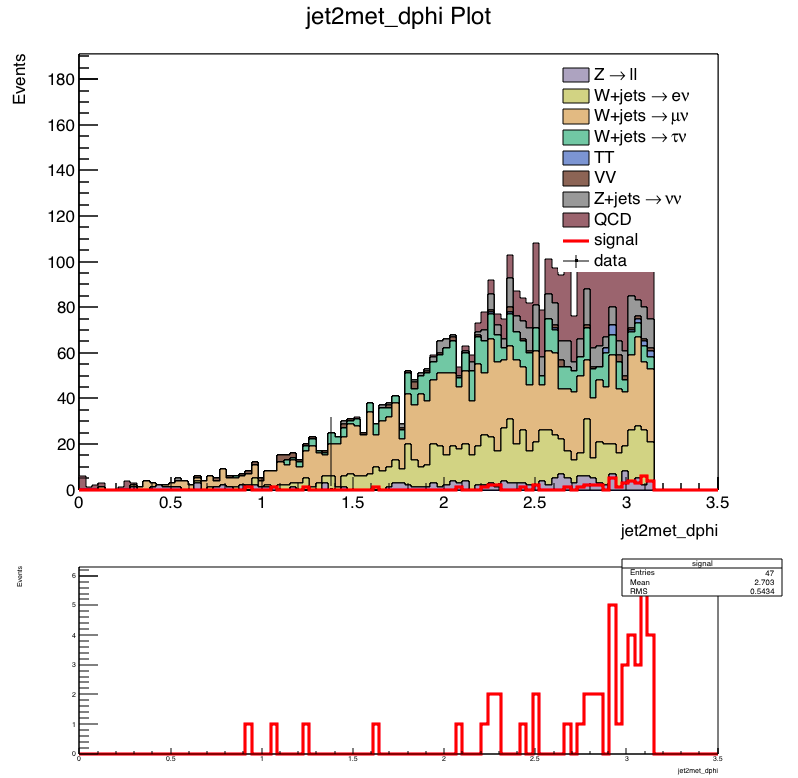 jet2met_dphi Plot
Events
180
160
140
120
100
80
60
40
20
0
Z → ll
W+jets → eν
W+jets → μν
W+jets → τν
TT
VV
Z+jets → νν
QCD
signal
data
0 0.5 1 1.5 2 2.5 3 3.5
jet2met_dphi
Events
6
5
4
3
2
1
0
signal
Entries 47
Mean 2.703
RMS 0.5434
0 0.5 1 1.5 2 2.5 3 3.5
jet2met_dphi